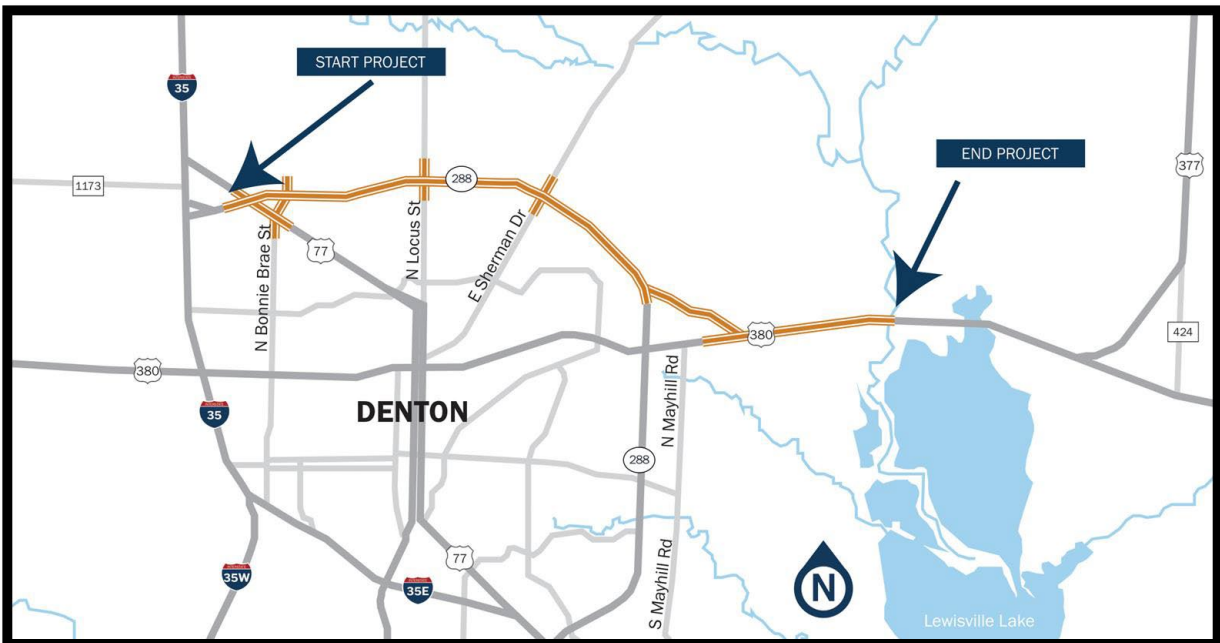 START PROJECT
35
END PROJECT
377
1173
288
N Locus St
E Sherman Dr
N Bonnie Brae St
77
380
424
380
N Mayhill Rd
35
DENTON
288
77
35W
35E
S Mayhill Rd
N
Lewisville Lake